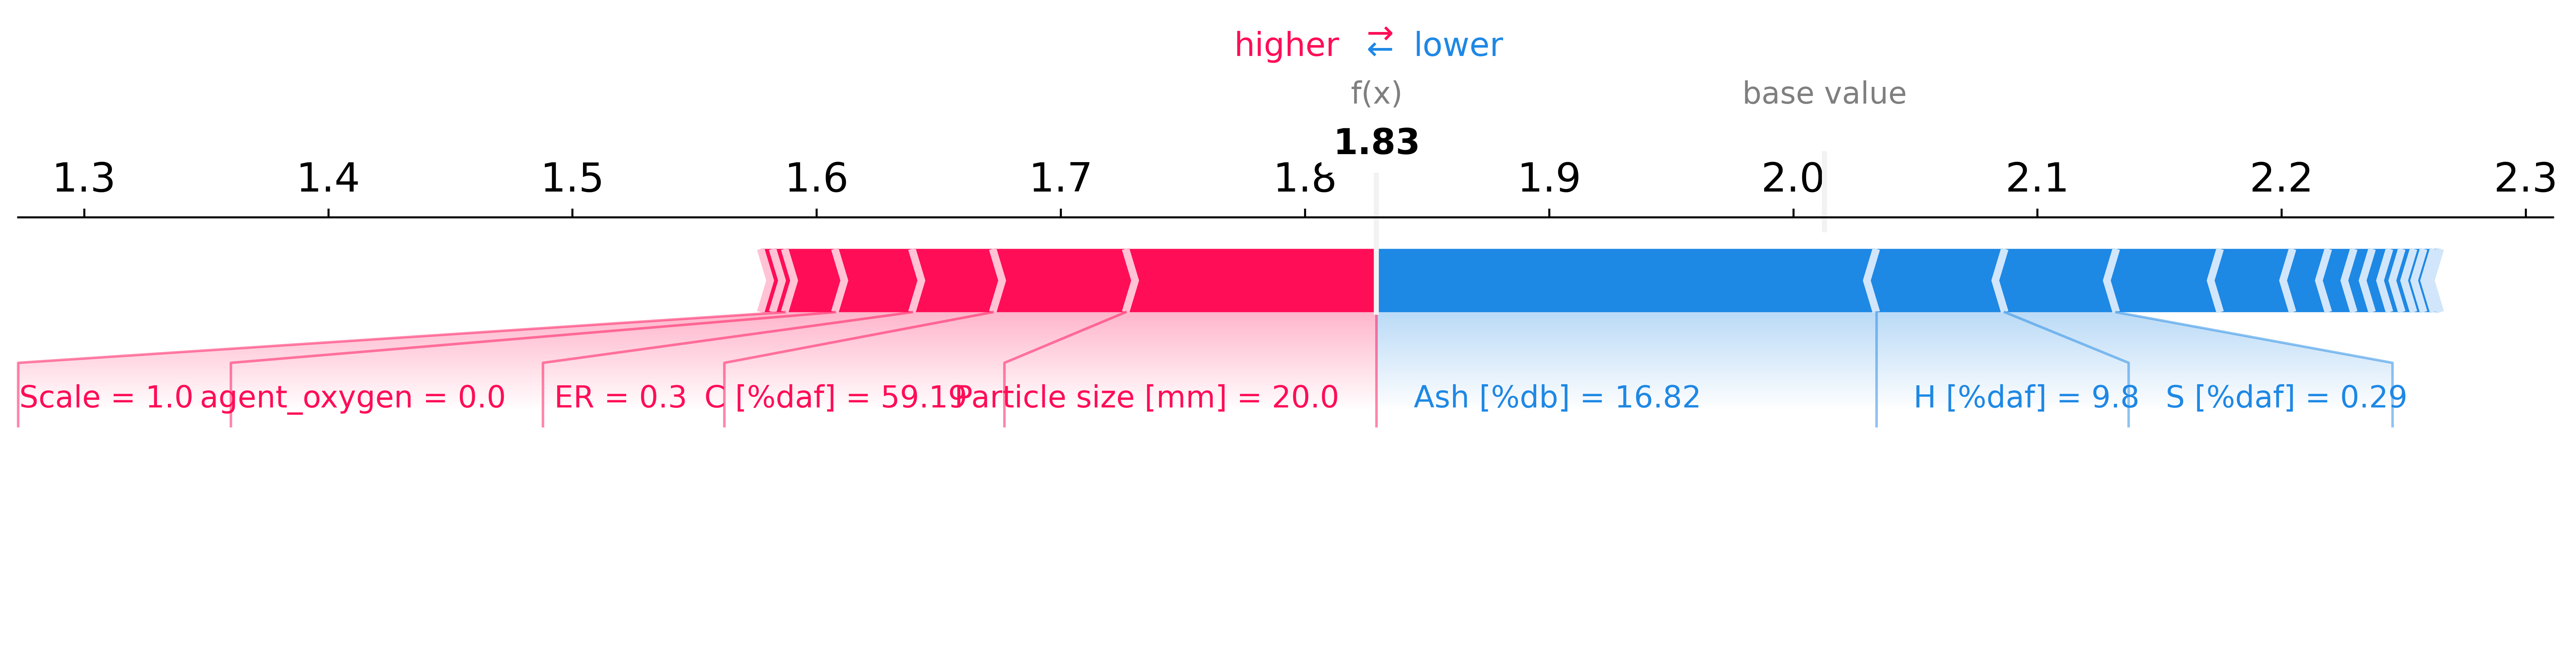 higher ⇄ lower
f(x) base value
1.83
1.3 1.4 1.5 1.6 1.7 1.8 1.9 2.0 2.1 2.2 2.3
Scale = 1.0 agent_oxygen = 0.0 ER = 0.3 C [%daf] = 59.19 Particle size [mm] = 20.0 Ash [%db] = 16.82 H [%daf] = 9.8 S [%daf] = 0.29